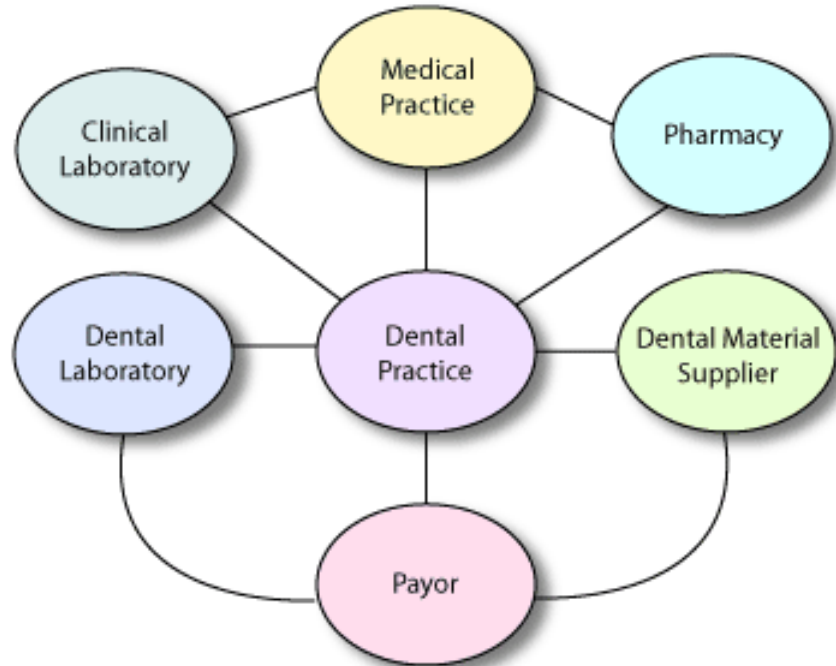 Medical
Practice
Clinical
Laboratory
Pharmacy
Dental
Laboratory
Dental
Practice
Dental Material
Supplier
Payor